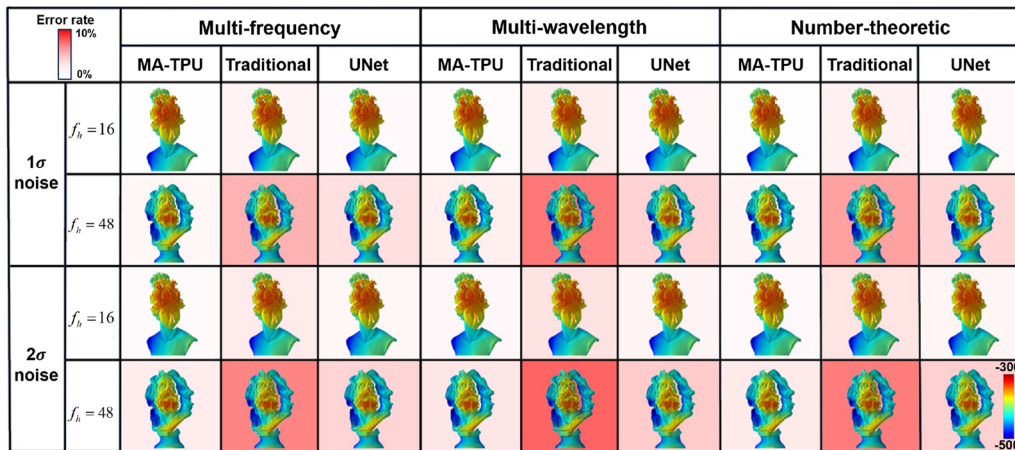 Error rate
10%
0%
Multi-frequency
Multi-wavelength
Number-theoretic
MA-TPU
Traditional
UNet
MA-TPU
Traditional
UNet
MA-TPU
Traditional
UNet
1σ
noise
f_h = 16
f_h = 48
2σ
noise
f_h = 16
f_h = 48
-300
-500